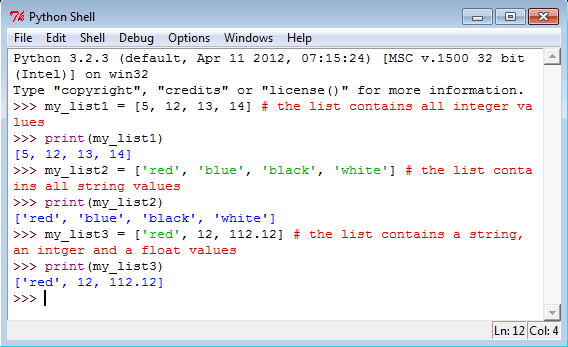 Python Shell
File Edit Shell Debug Options Windows Help
Python 3.2.3 (default, Apr 11 2012, 07:15:24) [MSC v.1500 32 bit
(Intel)] on win32
Type "copyright", "credits" or "license()" for more information.
>>> my_list1 = [5, 12, 13, 14] # the list contains all integer va
lues
>>> print(my_list1)
[5, 12, 13, 14]
>>> my_list2 = ['red', 'blue', 'black', 'white'] # the list conta
ins all string values
>>> print(my_list2)
['red', 'blue', 'black', 'white']
>>> my_list3 = ['red', 12, 112.12] # the list contains a string,
an intger and a float values
>>> print(my_list3)
['red', 12, 112.12]
>>>
Ln: 12 Col: 4